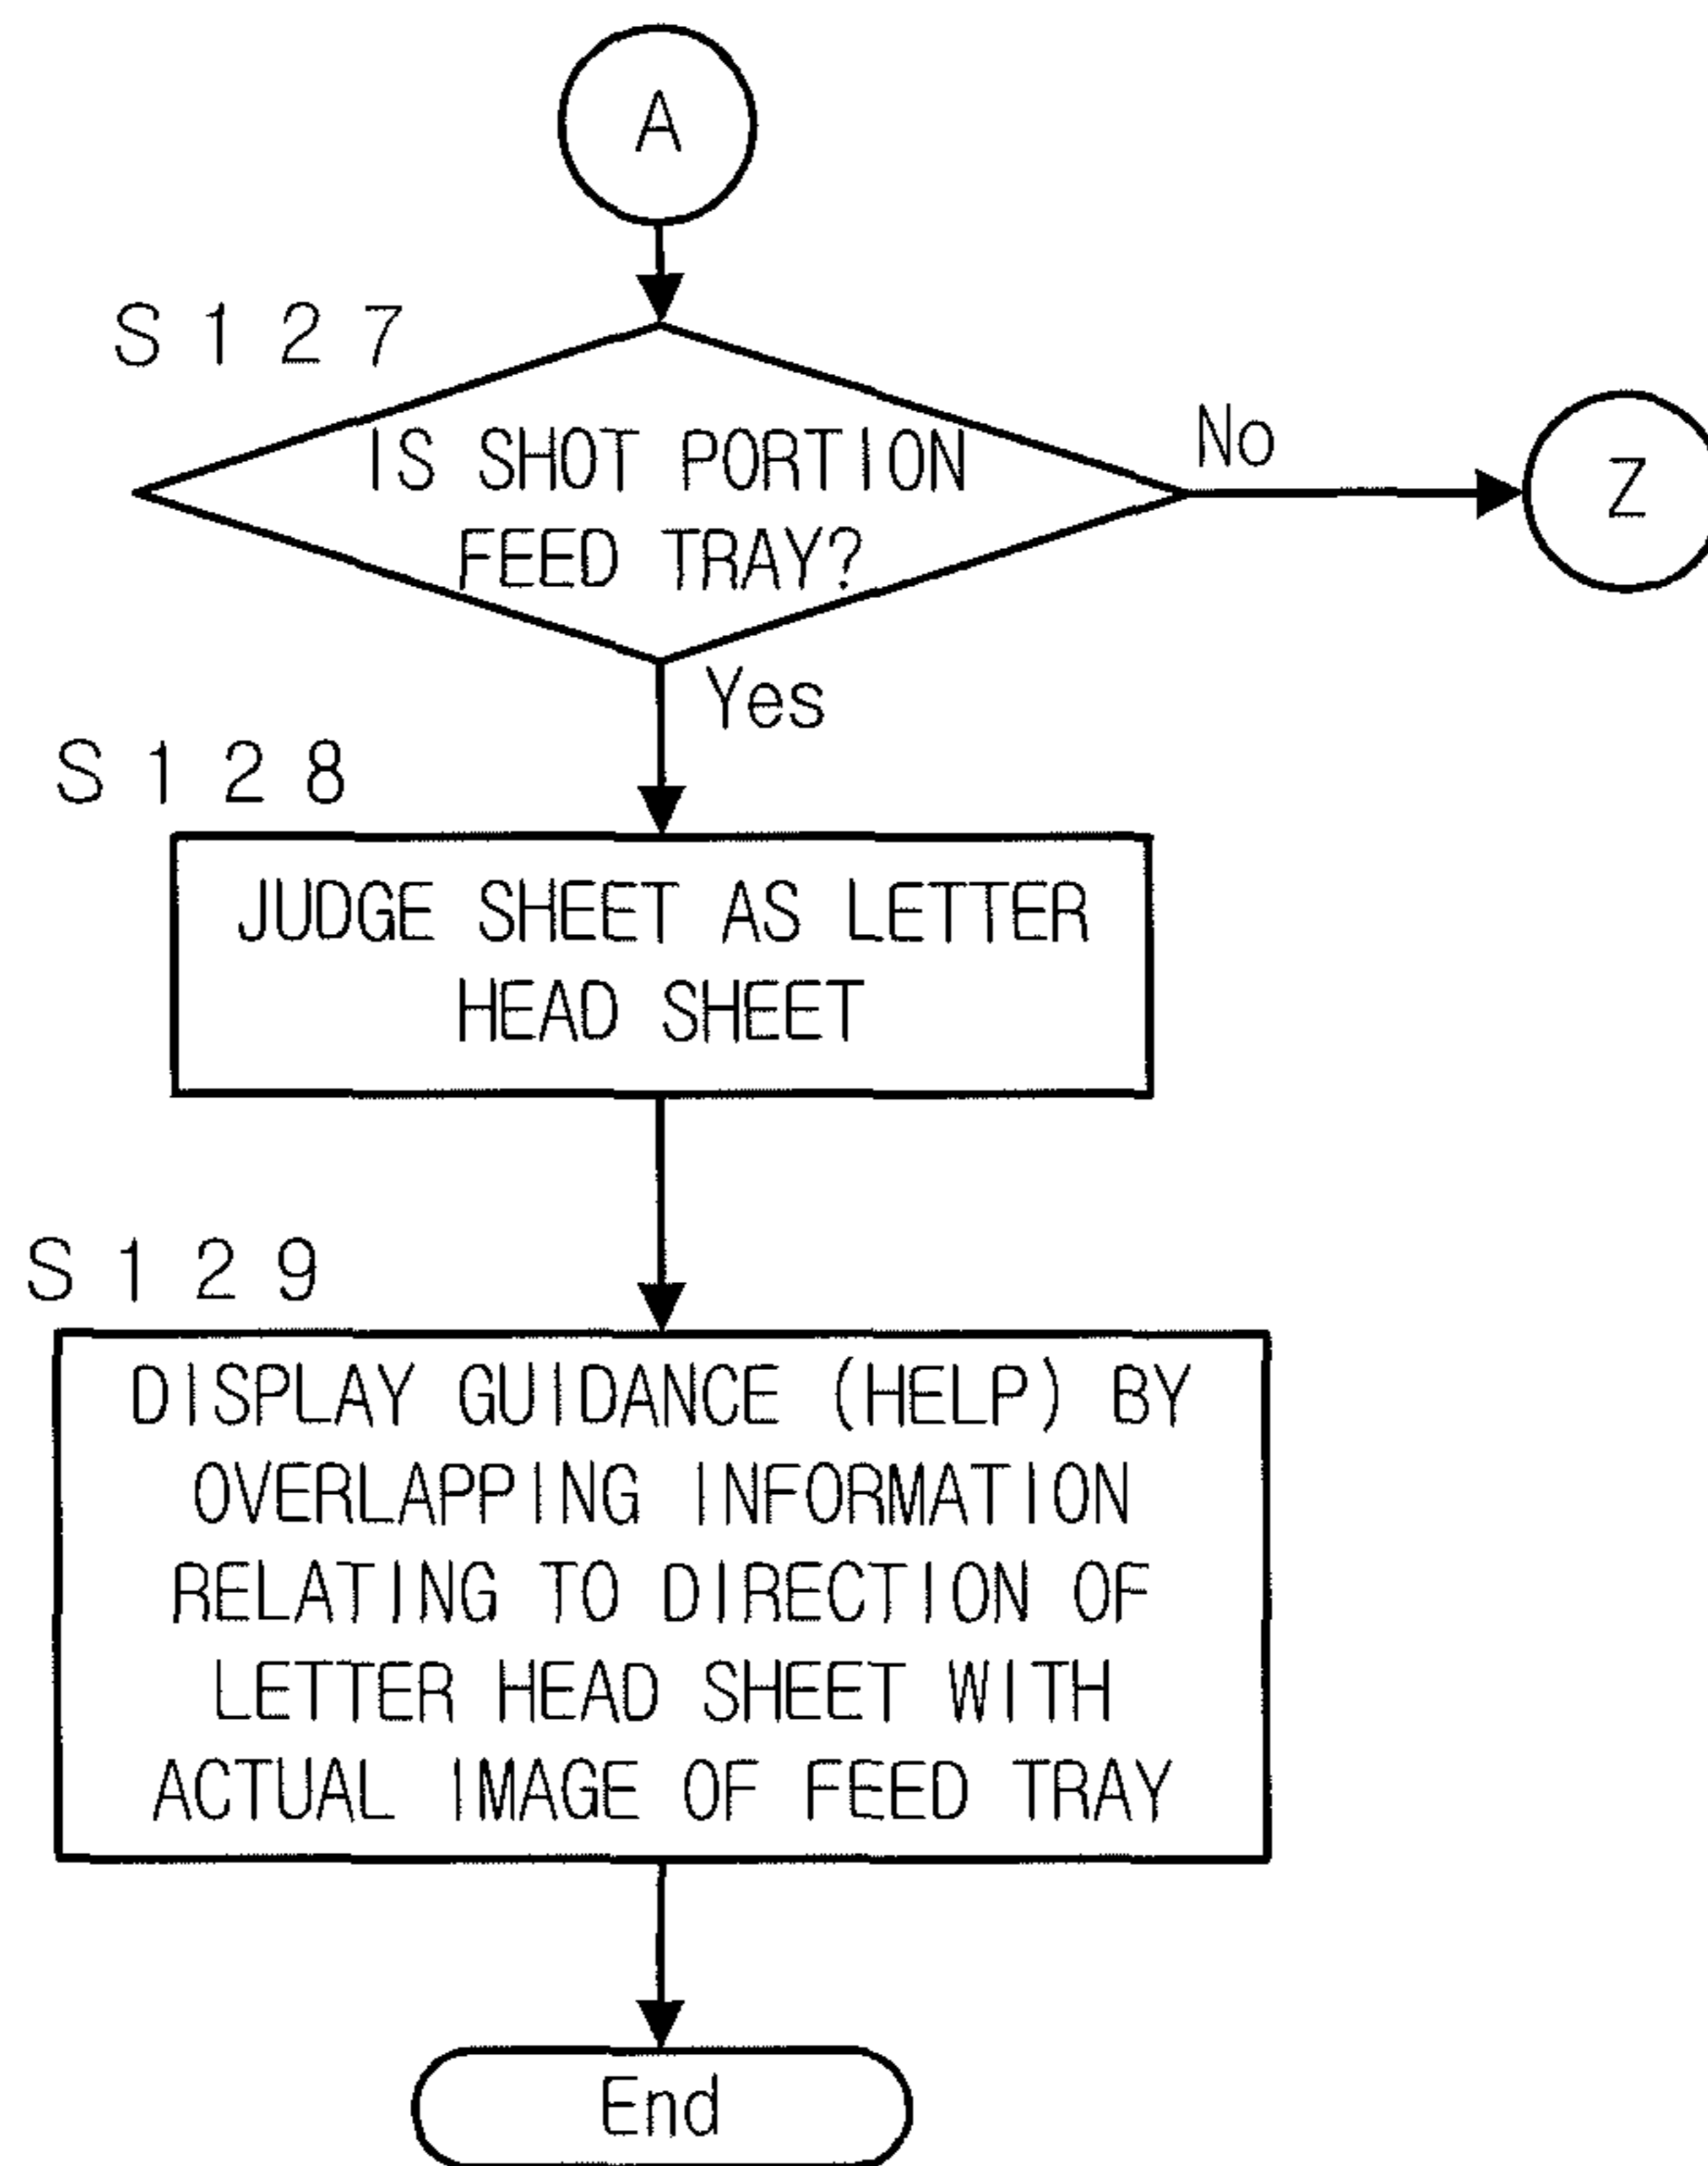 A
S127
IS SHOT PORTION
FEED TRAY?
No
Z
Yes
S128
JUDGE SHEET AS LETTER
HEAD SHEET
S129
DISPLAY GUIDANCE (HELP) BY
OVERLAPPING INFORMATION
RELATING TO DIRECTION OF
LETTER HEAD SHEET WITH
ACTUAL IMAGE OF FEED TRAY
End